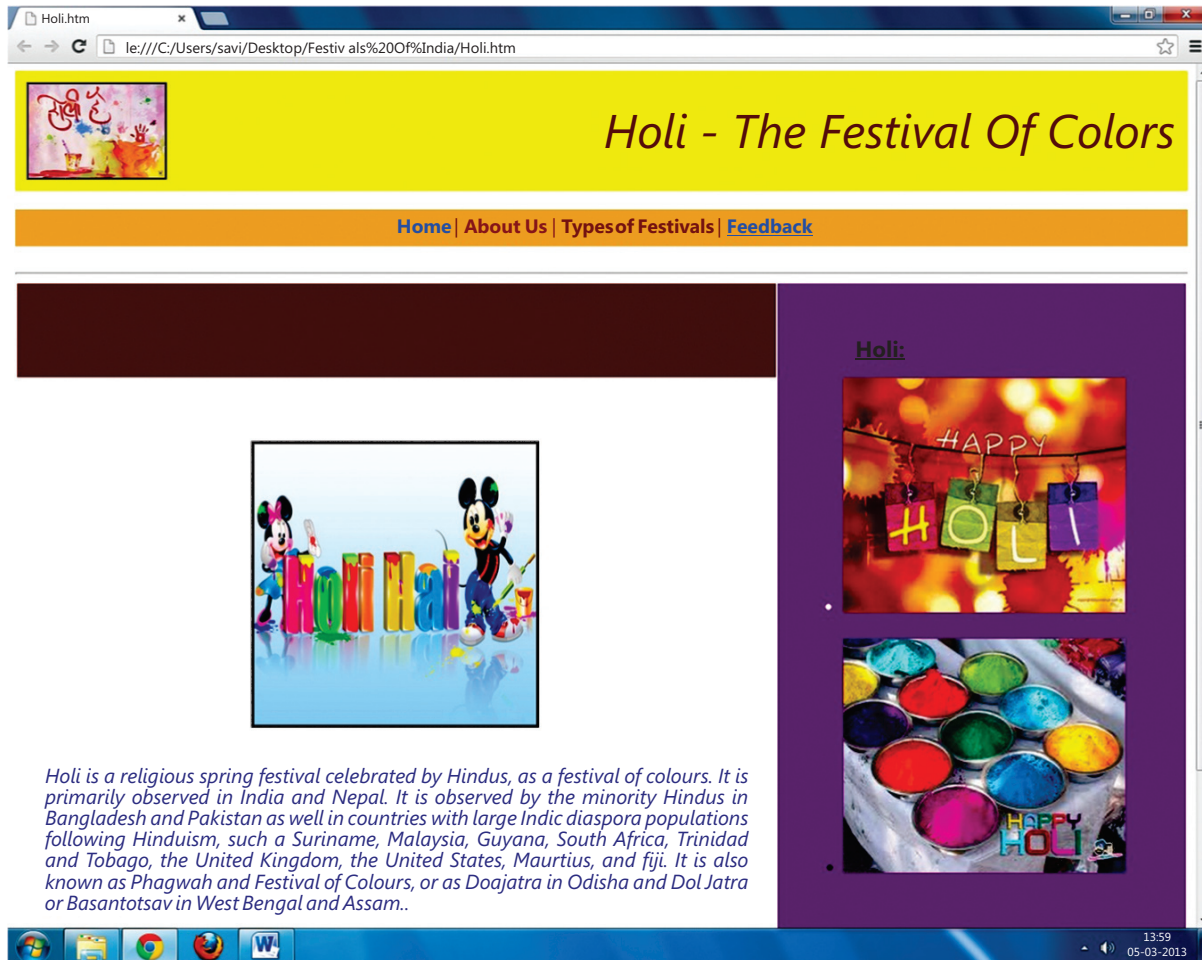 Holi.htm
le:///C:/Users/savi/Desktop/Festiv als%20Of%India/Holi.htm
होली है
Holi - The Festival Of Colors
Home | About Us | Types of Festivals | Feedback
Holi:
HAPPY
HOLI
Holi Hai
HAPPY
HOLI
Holi is a religious spring festival celebrated by Hindus, as a festival of colours. It is
primarily observed in India and Nepal. It is observed by the minority Hindus in
Bangladesh and Pakistan as well in countries with large Indic diaspora populations
following Hinduism, such a Suriname, Malaysia, Guyana, South Africa, Trinidad
and Tobago, the United Kingdom, the United States, Maurtius, and fiji. It is also
known as Phagwah and Festival of Colours, or as Doajatra in Odisha and Dol Jatra
or Basantotsav in West Bengal and Assam..
W
13:59
05-03-2013